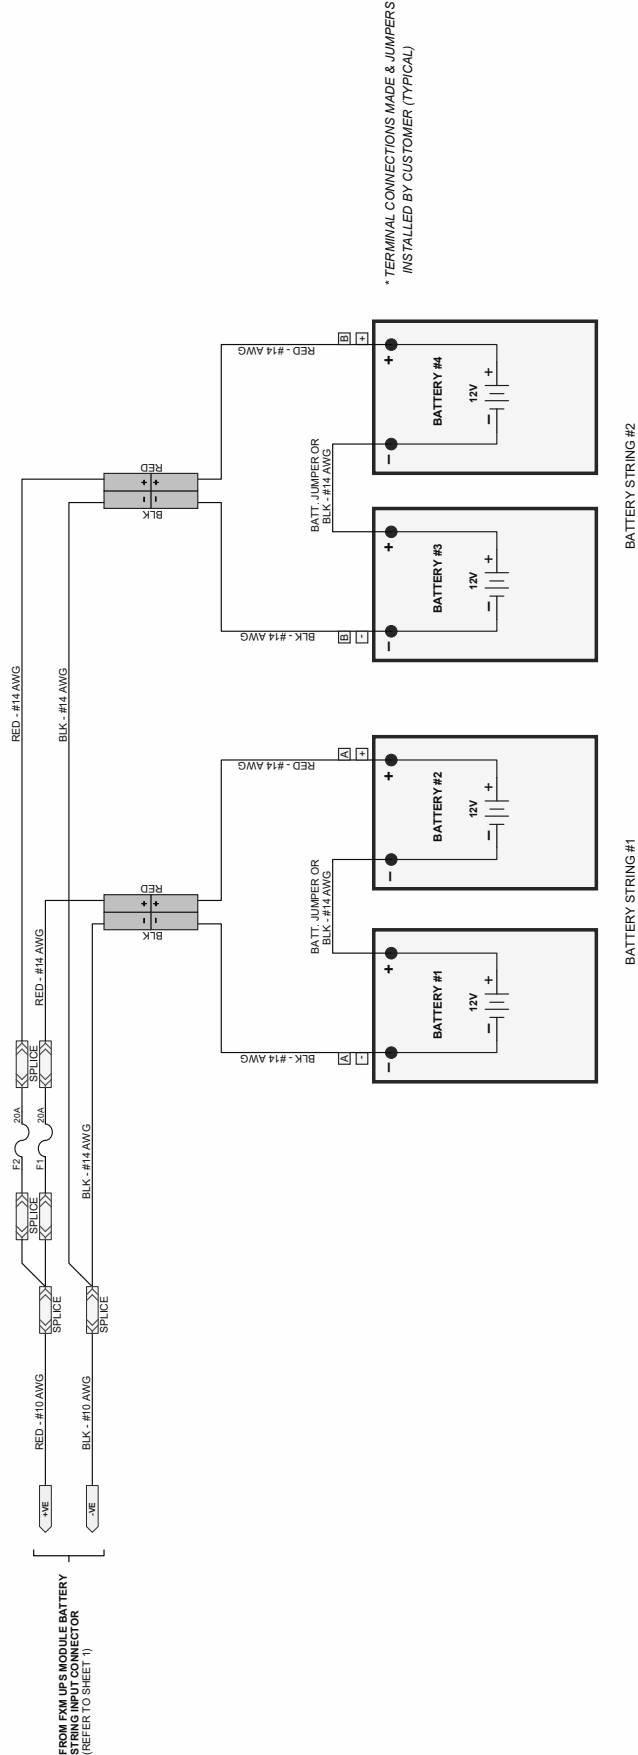 FROM FXM UPS MODULE BATTERY
STRING INPUT CONNECTOR
(REFER TO SHEET 1)
+VE
-VE
RED - #10 AWG
BLK - #10 AWG
SPLICE
SPLICE
SPLICE
F2
20A
F1
20A
SPLICE
RED - #14 AWG
BLK - #14 AWG
RED - #14 AWG
BLK - #14 AWG
RED
+ +
- -
BLK
RED
+ +
- -
BLK
RED - #14 AWG
A
+
BLK - #14 AWG
A
-
BATT. JUMPER OR
BLK - #14 AWG
RED - #14 AWG
B
+
BLK - #14 AWG
B
-
BATT. JUMPER OR
BLK - #14 AWG
− +
BATTERY #1
12V
− +
− +
BATTERY #2
12V
− +
− +
BATTERY #3
12V
− +
− +
BATTERY #4
12V
− +
BATTERY STRING #1
BATTERY STRING #2
* TERMINAL CONNECTIONS MADE & JUMPERS
INSTALLED BY CUSTOMER (TYPICAL)